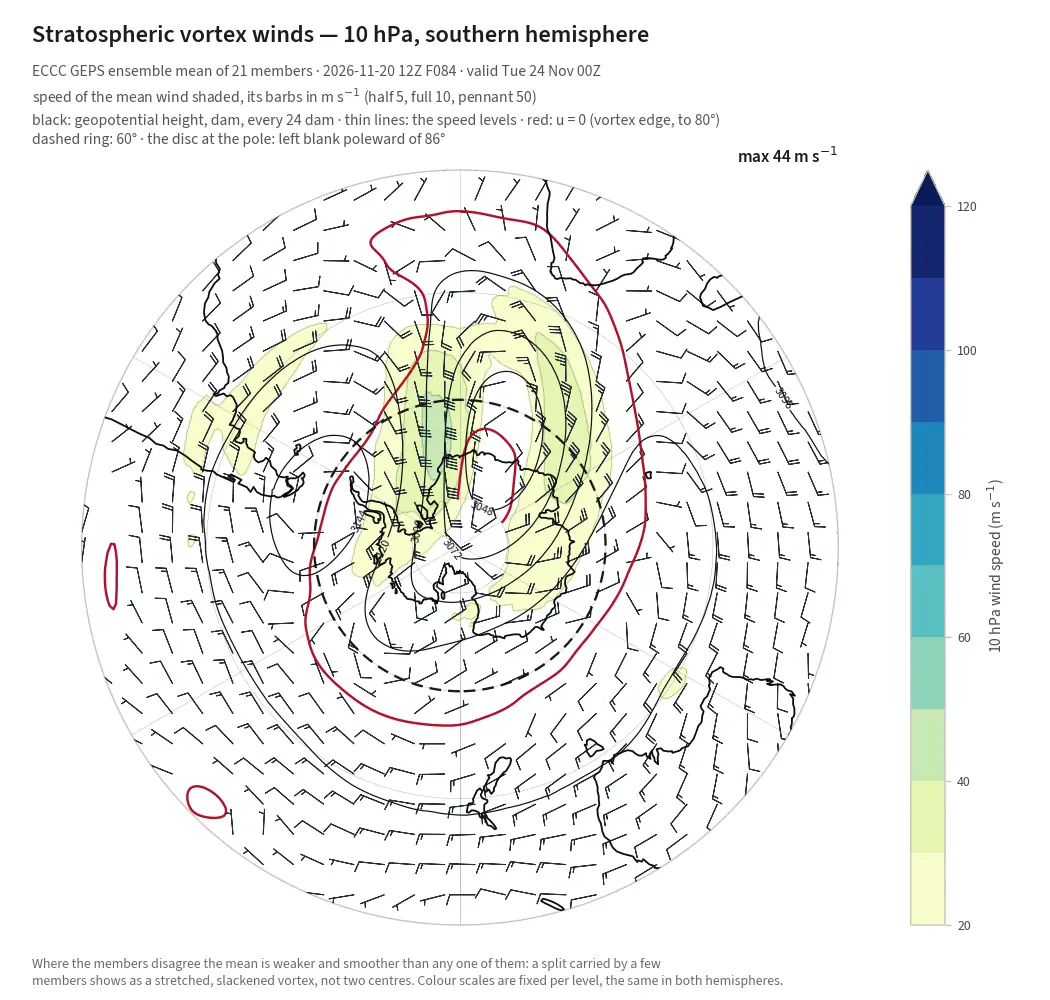 Stratospheric vortex winds — 10 hPa, southern hemisphere
ECCC GEPS ensemble mean of 21 members · 2026-11-20 12Z F084 · valid Tue 24 Nov 00Z
speed of the mean wind shaded, its barbs in m s⁻¹ (half 5, full 10, pennant 50)
black: geopotential height, dam, every 24 dam · thin lines: the speed levels · red: u = 0 (vortex edge, to 80°)
dashed ring: 60° · the disc at the pole: left blank poleward of 86°
max 44 m s⁻¹
120
100
80
60
40
20
10 hPa wind speed (m s⁻¹)
3096
3048
3144
3072
Where the members disagree the mean is weaker and smoother than any one of them: a split carried by a few
members shows as a stretched, slackened vortex, not two centres. Colour scales are fixed per level, the same in both hemispheres.